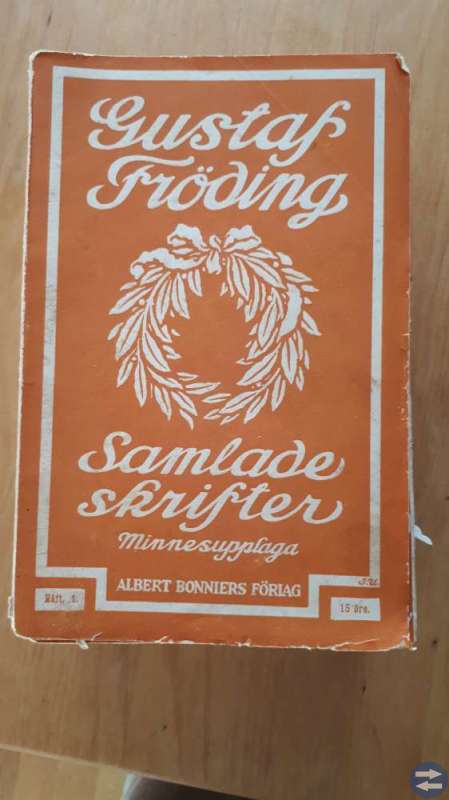 Gustaf
Fröding
Samlade
skrifter
Minnesupplaga
ALBERT BONNIERS FÖRLAG
Häft. 1.
15 öre.